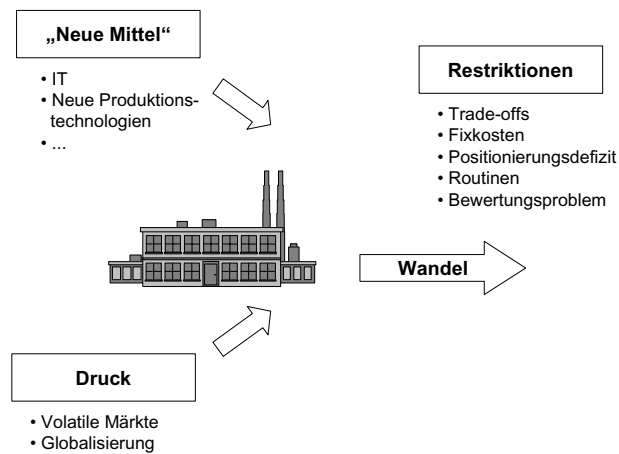 „Neue Mittel“
• IT
• Neue Produktions-
technologien
• ...
Restriktionen
• Trade-offs
• Fixkosten
• Positionierungsdefizit
• Routinen
• Bewertungsproblem
Wandel
Druck
• Volatile Märkte
• Globalisierung